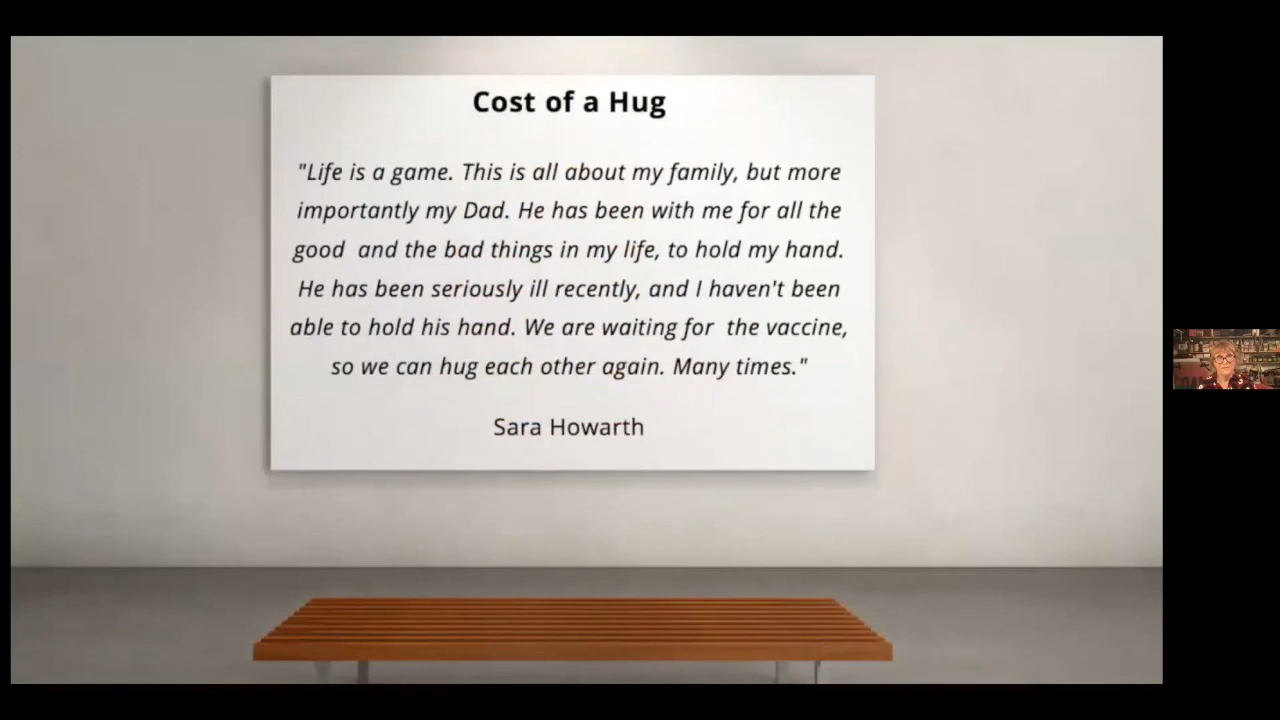 Cost of a Hug
"Life is a game. This is all about my family, but more
importantly my Dad. He has been with me for all the
good  and the bad things in my life, to hold my hand.
He has been seriously ill recently, and I haven't been
able to hold his hand. We are waiting for  the vaccine,
so we can hug each other again. Many times."
Sara Howarth